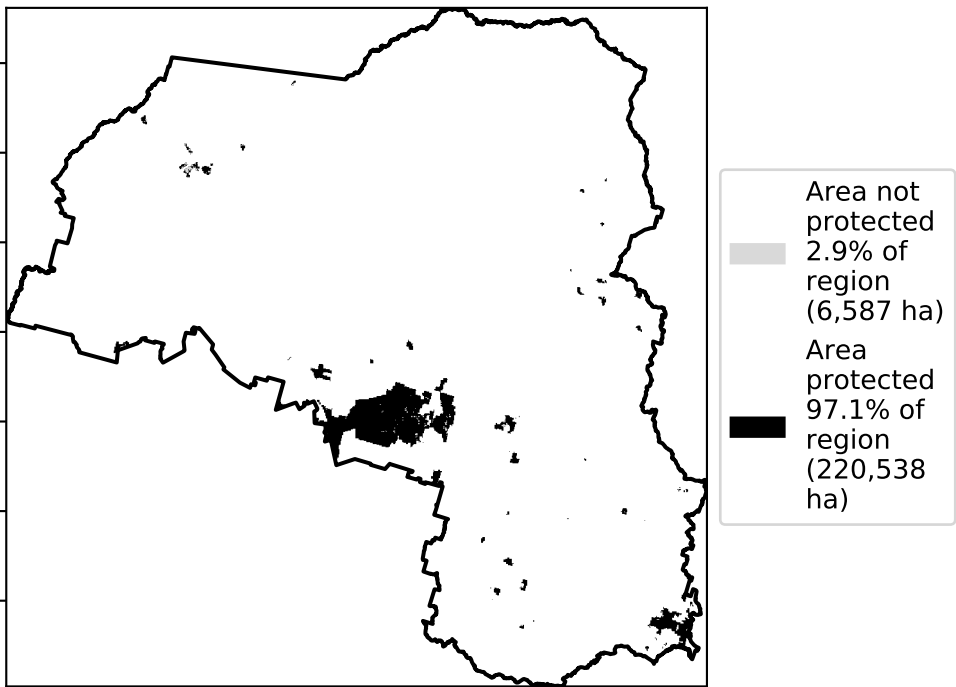 Area not
protected
2.9% of
region
(6,587 ha)
Area
protected
97.1% of
region
(220,538
ha)